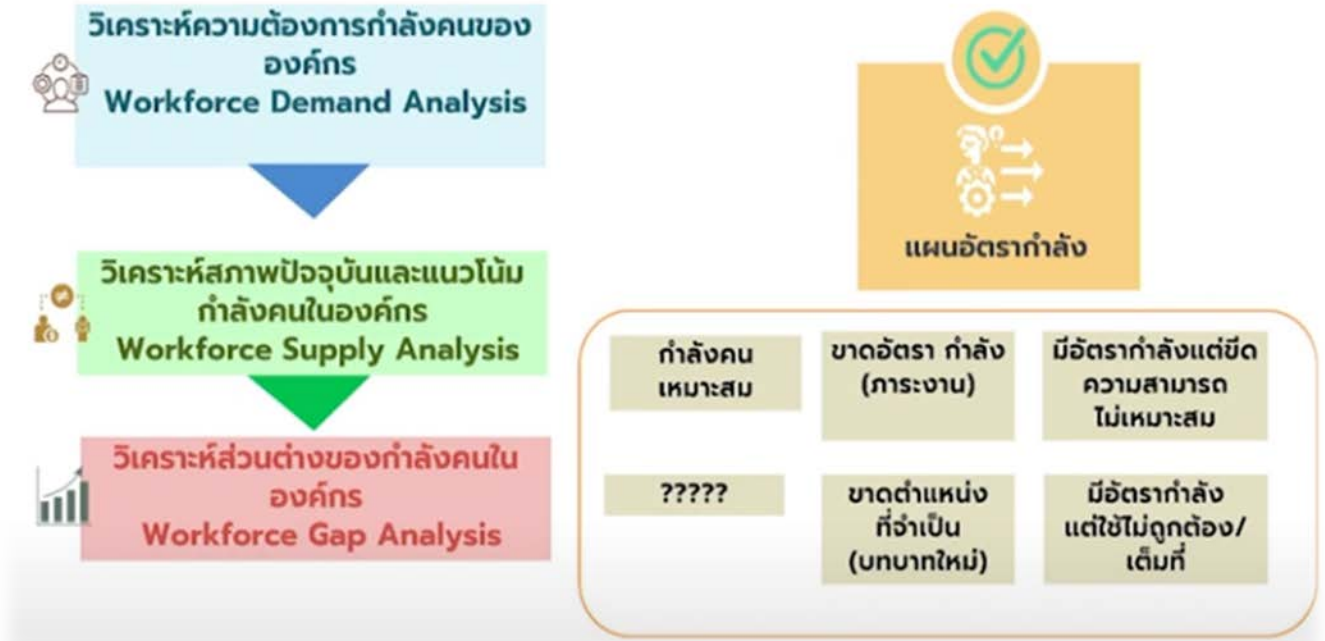 วิเคราะห์ความต้องการกำลังคนของ
องค์กร
Workforce Demand Analysis
วิเคราะห์สภาพปัจจุบันและแนวโน้ม
กำลังคนในองค์กร
Workforce Supply Analysis
วิเคราะห์ส่วนต่างของกำลังคนใน
องค์กร
Workforce Gap Analysis
แผนอัตรากำลัง
กำลังคน
เหมาะสม
ขาดอัตรา กำลัง
(ภาระงาน)
มีอัตรากำลังแต่ขีด
ความสามารถ
ไม่เหมาะสม
?????
ขาดตำแหน่ง
ที่จำเป็น
(บทบาทใหม่)
มีอัตรากำลัง
แต่ใช้ไม่ถูกต้อง/
เต็มที่